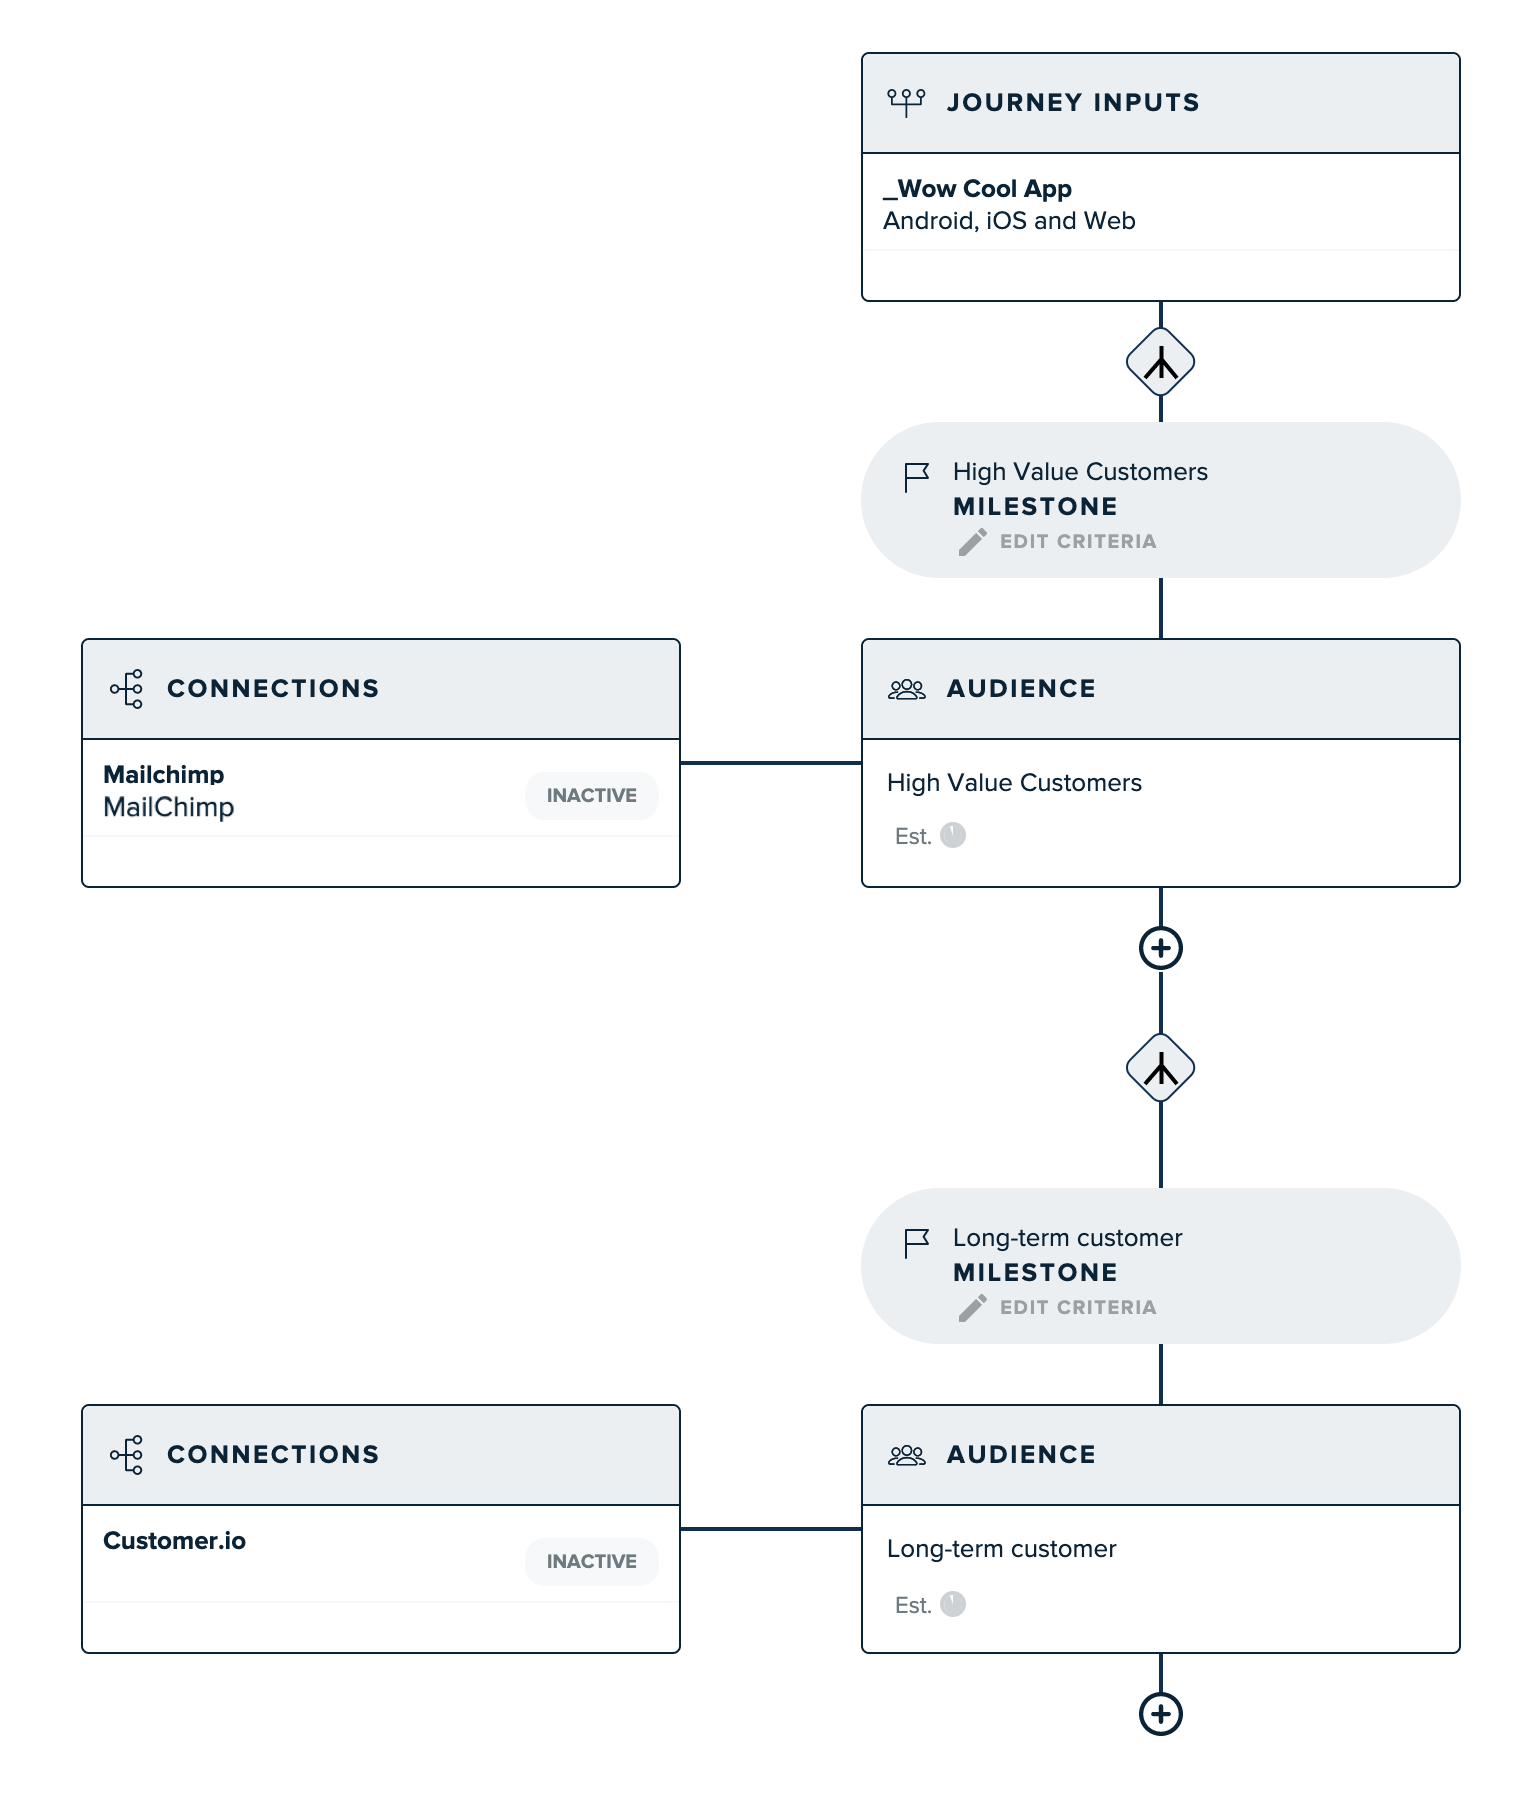 JOURNEY INPUTS
_Wow Cool App
Android, iOS and Web
High Value Customers
MILESTONE
EDIT CRITERIA
CONNECTIONS
Mailchimp
MailChimp
INACTIVE
AUDIENCE
High Value Customers
Est.
Long-term customer
MILESTONE
EDIT CRITERIA
CONNECTIONS
Customer.io
INACTIVE
AUDIENCE
Long-term customer
Est.